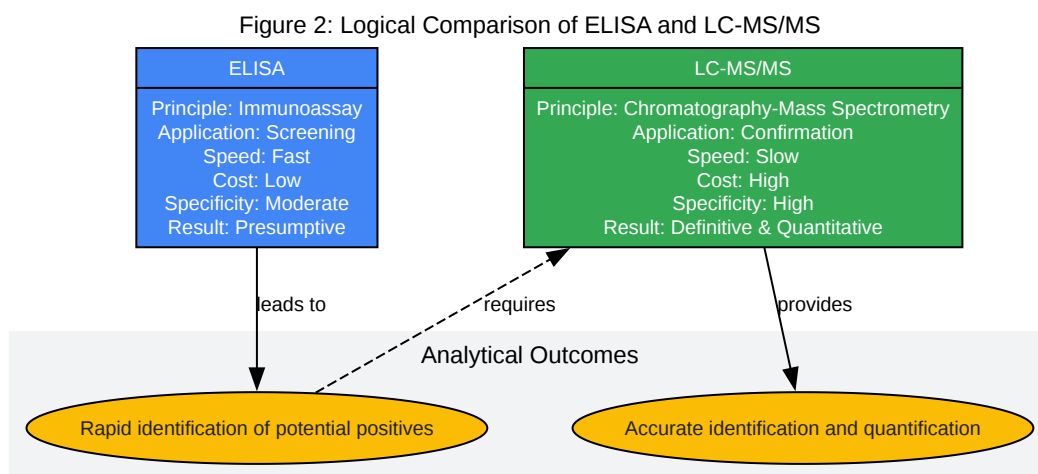 Figure 2: Logical Comparison of ELISA and LC-MS/MS
ELISA
Principle: Immunoassay
Application: Screening
Speed: Fast
Cost: Low
Specificity: Moderate
Result: Presumptive
LC-MS/MS
Principle: Chromatography-Mass Spectrometry
Application: Confirmation
Speed: Slow
Cost: High
Specificity: High
Result: Definitive & Quantitative
leads to
requires
provides
Analytical Outcomes
Rapid identification of potential positives
Accurate identification and quantification